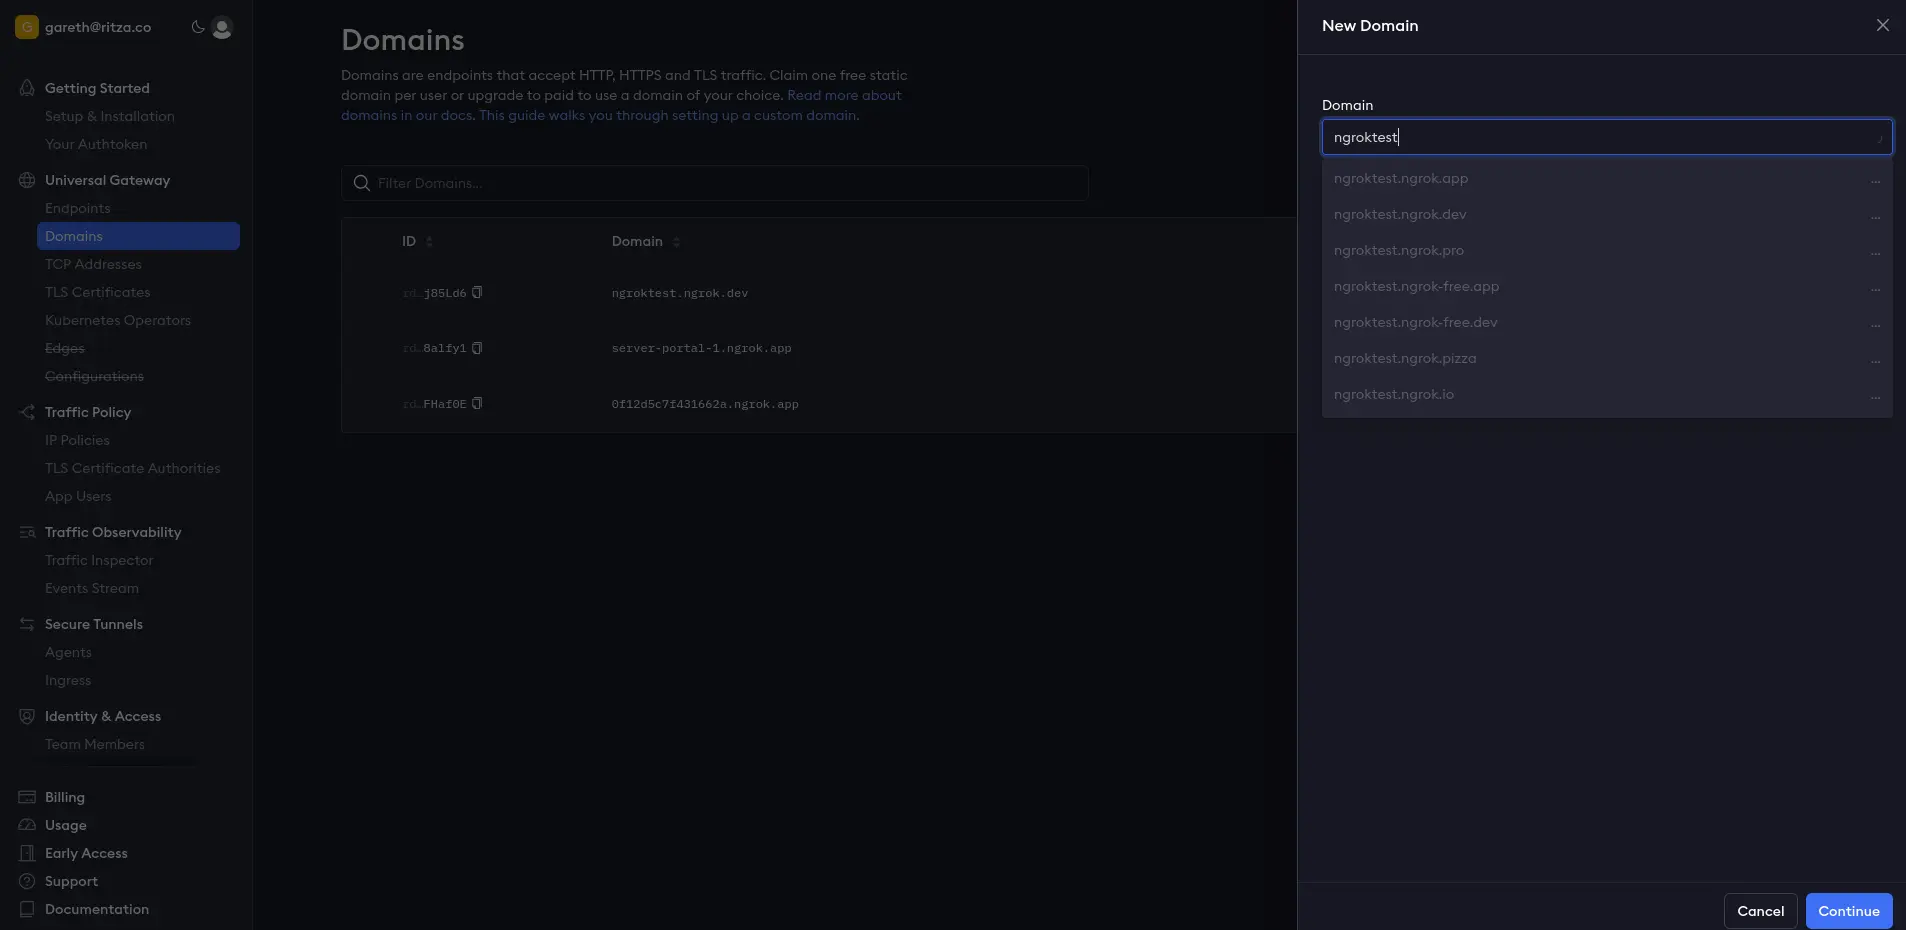 G gareth@ritza.co
Getting Started
Setup & Installation
Your Authtoken
Universal Gateway
Endpoints
Domains
TCP Addresses
TLS Certificates
Kubernetes Operators
Edges
Configurations
Traffic Policy
IP Policies
TLS Certificate Authorities
App Users
Traffic Observability
Traffic Inspector
Events Stream
Secure Tunnels
Agents
Ingress
Identity & Access
Team Members
Billing
Usage
Early Access
Support
Documentation
Domains
Domains are endpoints that accept HTTP, HTTPS and TLS traffic. Claim one free static
domain per user or upgrade to paid to use a domain of your choice. Read more about
domains in our docs. This guide walks you through setting up a custom domain.
Filter Domains...
ID Domain
rd…j85Ld6 ngroktest.ngrok.dev
rd…8alfy1 server-portal-1.ngrok.app
rd…FHaf0E 0f12d5c7f431662a.ngrok.app
New Domain
Domain
ngroktest
ngroktest.ngrok.app ...
ngroktest.ngrok.dev ...
ngroktest.ngrok.pro ...
ngroktest.ngrok-free.app ...
ngroktest.ngrok-free.dev ...
ngroktest.ngrok.pizza ...
ngroktest.ngrok.io ...
Cancel Continue